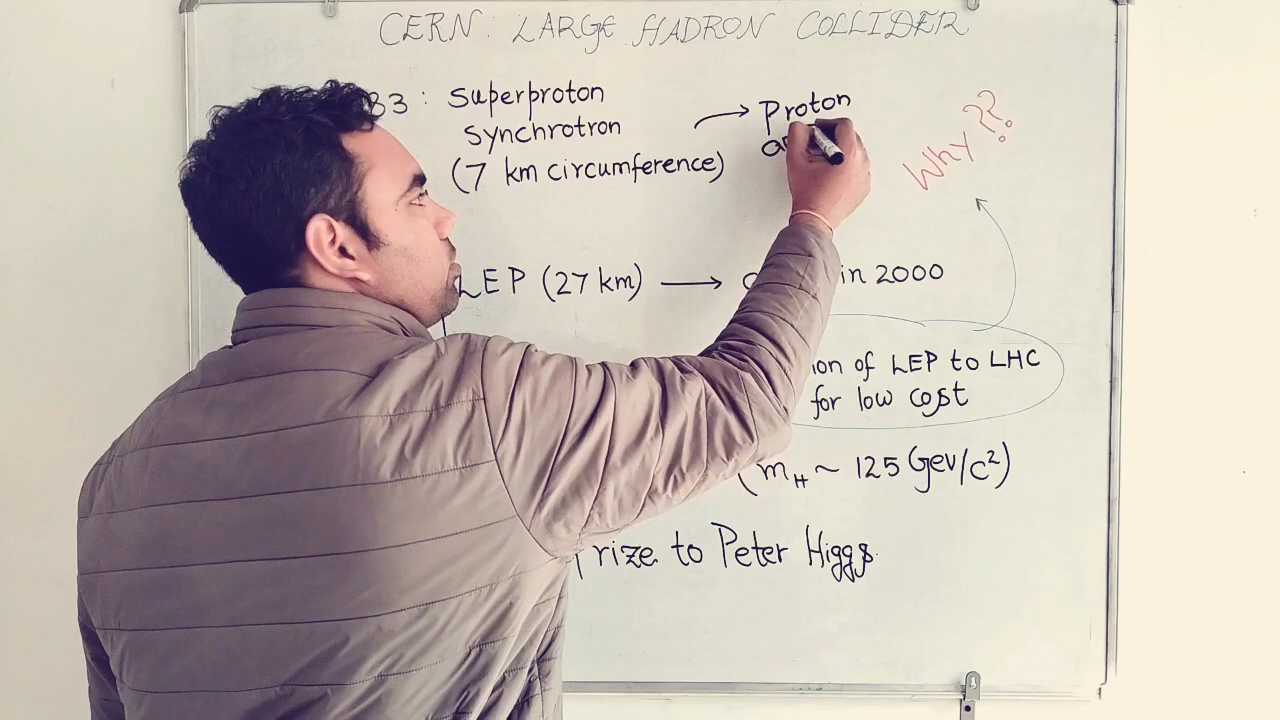 CERN: LARGE HADRON COLLIDER
83 : Superproton
synchrotron
(7 km circumference)
→ Proton
Why??
LEP (27 km) → in 2000
ion of LEP to LHC
for low cost
(m_H ~ 125 GeV/c²)
rize to Peter Higgs